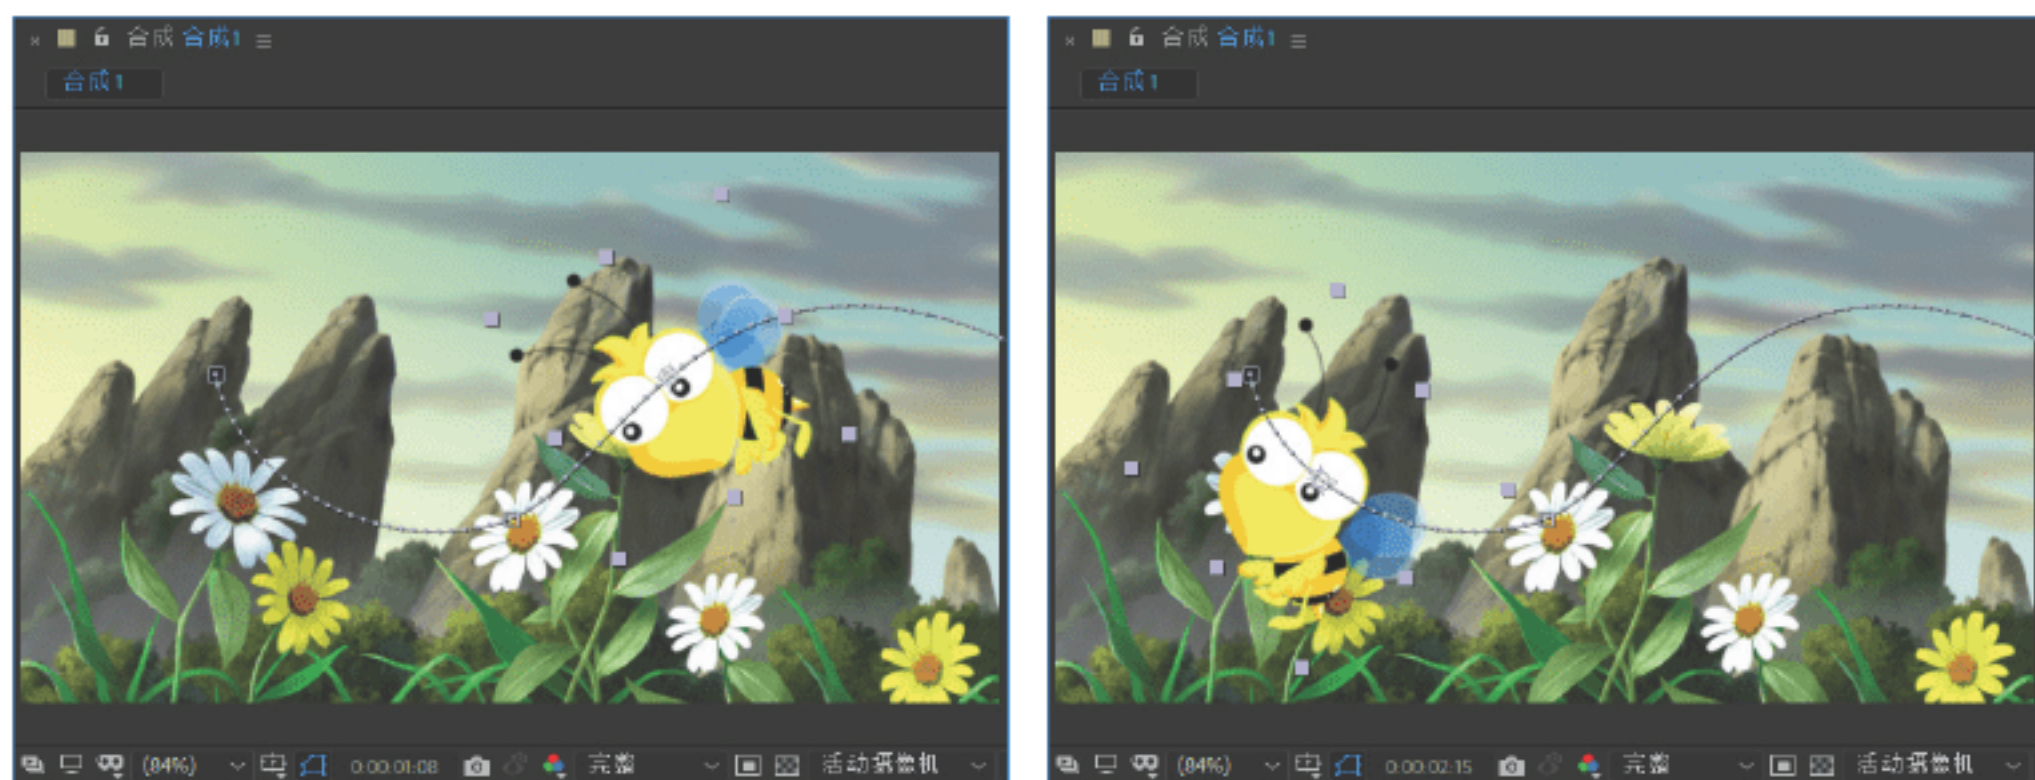 合成 合成1
合成1
(84%) 0:00:01:08 完整 活动摄像机
合成 合成1
合成1
(84%) 0:00:02:15 完整 活动摄像机